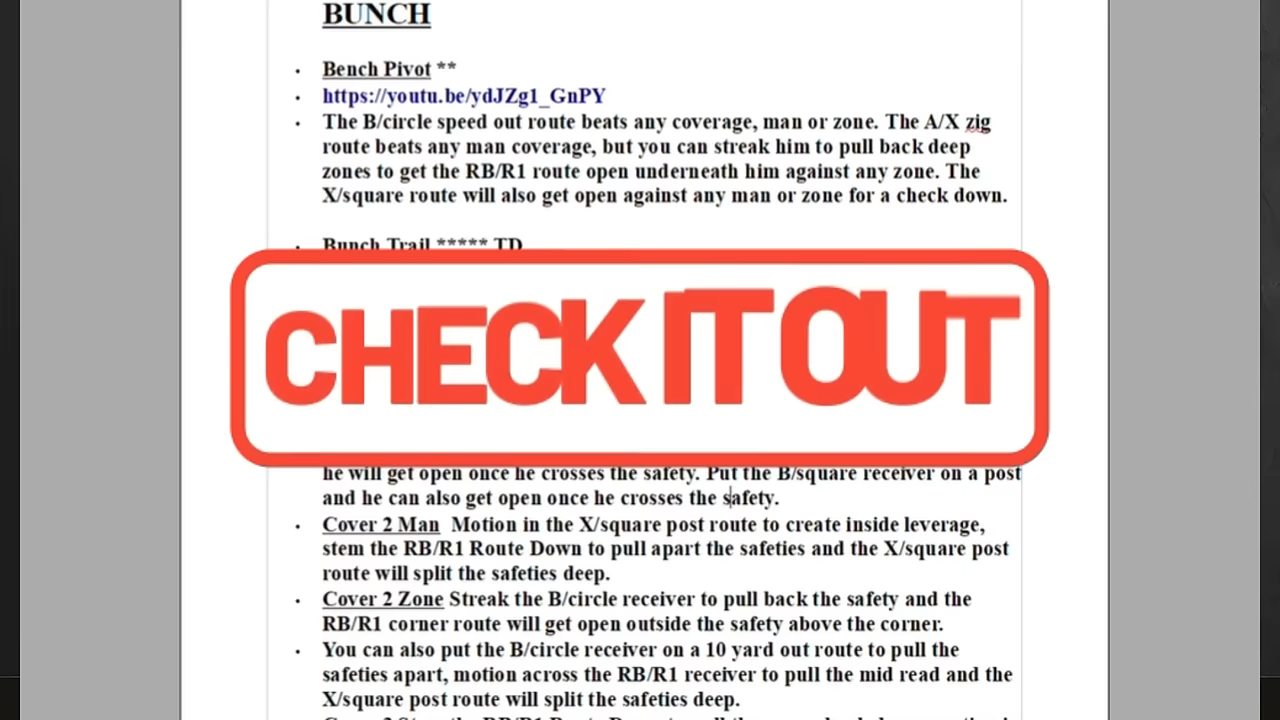 BUNCH
Bench Pivot **
https://youtu.be/ydJZg1_GnPY
The B/circle speed out route beats any coverage, man or zone. The A/X zig
route beats any man coverage, but you can streak him to pull back deep
zones to get the RB/R1 route open underneath him against any zone. The
X/square route will also get open against any man or zone for a check down.
Bunch Trail ***** TD
CHECK IT OUT
he will get open once he crosses the safety. Put the B/square receiver on a post
and he can also get open once he crosses the safety.
Cover 2 Man Motion in the X/square post route to create inside leverage,
stem the RB/R1 Route Down to pull apart the safeties and the X/square post
route will split the safeties deep.
Cover 2 Zone Streak the B/circle receiver to pull back the safety and the
RB/R1 corner route will get open outside the safety above the corner.
You can also put the B/circle receiver on a 10 yard out route to pull the
safeties apart, motion across the RB/R1 receiver to pull the mid read and the
X/square post route will split the safeties deep.